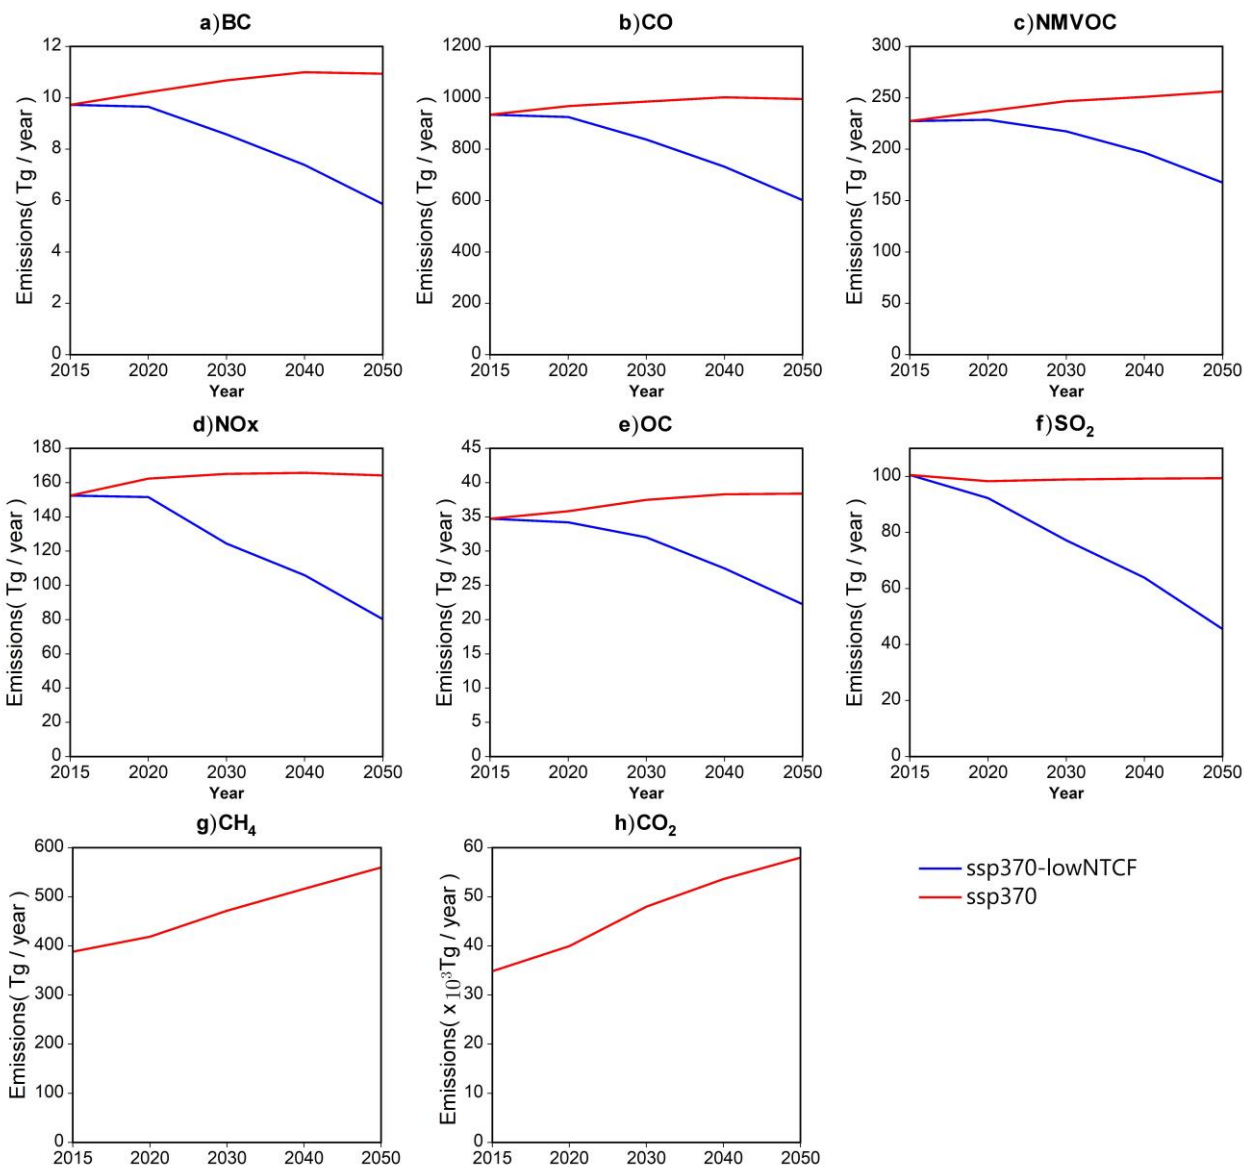 a)BC
12
10
8
6
4
2
0
Emissions( Tg / year )
2015 2020 2030 2040 2050
Year
b)CO
1200
1000
800
600
400
200
0
Emissions( Tg / year )
2015 2020 2030 2040 2050
Year
c)NMVOC
300
250
200
150
100
50
0
Emissions( Tg / year )
2015 2020 2030 2040 2050
Year
d)NOx
180
160
140
120
100
80
60
40
20
0
Emissions( Tg / year )
2015 2020 2030 2040 2050
Year
e)OC
45
40
35
30
25
20
15
10
5
0
Emissions( Tg / year )
2015 2020 2030 2040 2050
Year
f)SO₂
100
80
60
40
20
0
Emissions( Tg / year )
2015 2020 2030 2040 2050
Year
g)CH₄
600
500
400
300
200
100
0
Emissions( Tg / year )
2015 2020 2030 2040 2050
h)CO₂
60
50
40
30
20
10
0
Emissions( x 10³Tg / year )
2015 2020 2030 2040 2050
ssp370-lowNTCF
ssp370